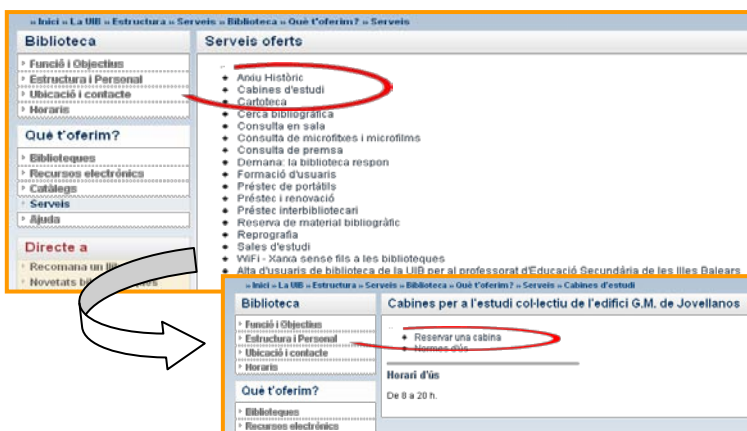 » Inici » La UIB » Estructura » Serveis » Biblioteca » Què t'oferim? » Serveis
Biblioteca
Funció i Objectius
Estructura i Personal
Ubicació i contacte
Horaris
Què t'oferim?
Biblioteques
Recursos electrònics
Catàlegs
Serveis
Ajuda
Directe a
Recomana un
Novetats
Serveis oferts
Arxiu Històric
Cabines d'estudi
Cartoteca
Cerca bibliogràfica
Consulta en sala
Consulta de microfitxes i microfilms
Consulta de premsa
Demana: la biblioteca respon
Formació d'usuaris
Préstec de portàtils
Préstec i renovació
Préstec interbibliotecari
Reserva de material bibliogràfic
Reprografia
Sales d'estudi
WiFi - Xarxa sense fils a les biblioteques
Alta d'usuaris de biblioteca de la UIB per al professorat d'Educació Secundària de les Illes Balears
» Inici » La UIB » Estructura » Serveis » Biblioteca » Què t'oferim? » Serveis » Cabines d'estudi
Biblioteca
Funció i Objectius
Estructura i Personal
Ubicació i contacte
Horaris
Què t'oferim?
Biblioteques
Recursos electrònics
Cabines per a l'estudi col·lectiu de l'edifici G.M. de Jovellanos
Reservar una cabina
Normes d'ús
Horari d'ús
De 8 a 20 h.